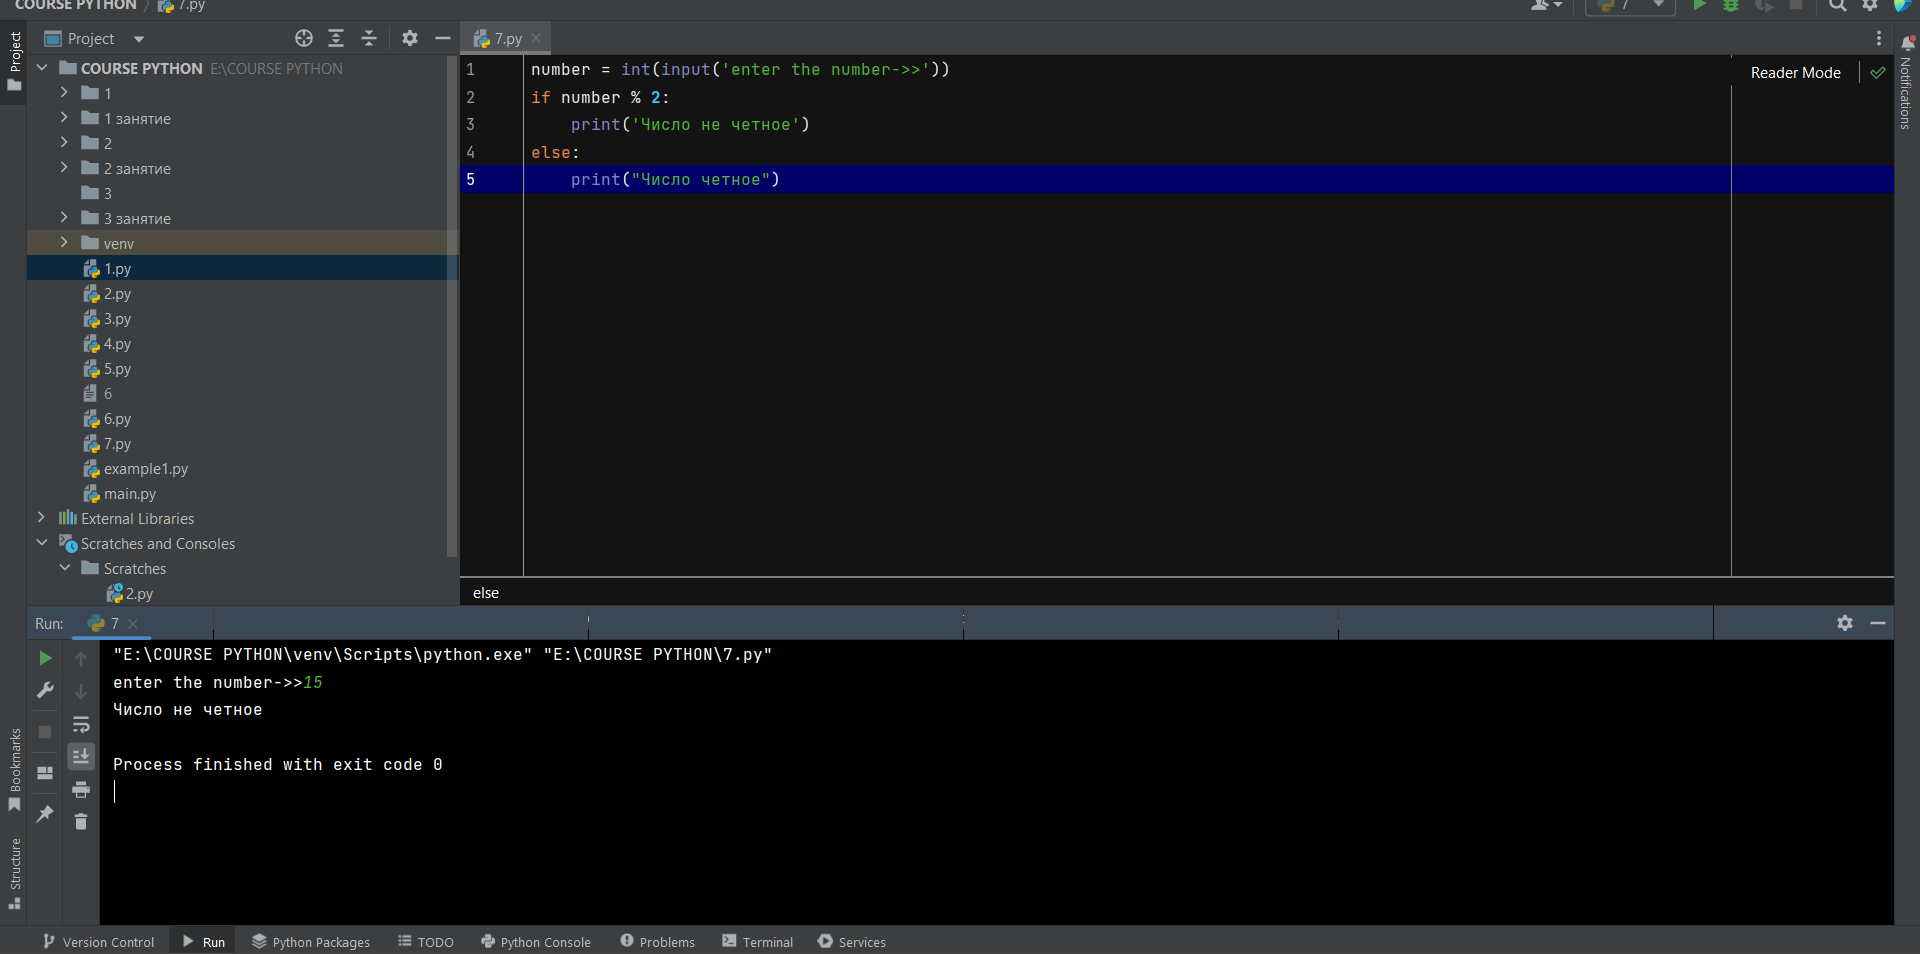 COURSE PYTHON 7.py
7
Project
Project
7.py
COURSE PYTHON E:\COURSE PYTHON
1
1 занятие
2
2 занятие
3
3 занятие
venv
1.py
2.py
3.py
4.py
5.py
6
6.py
7.py
example1.py
main.py
External Libraries
Scratches and Consoles
Scratches
2.py
1 number = int(input('enter the number->>'))
2 if number % 2:
3     print('Число не четное')
4 else:
5     print("Число четное")
Reader Mode
Notifications
else
Run: 7
"E:\COURSE PYTHON\venv\Scripts\python.exe" "E:\COURSE PYTHON\7.py"
enter the number->>15
Число не четное
Process finished with exit code 0
Bookmarks
Structure
Version Control Run Python Packages TODO Python Console Problems Terminal Services